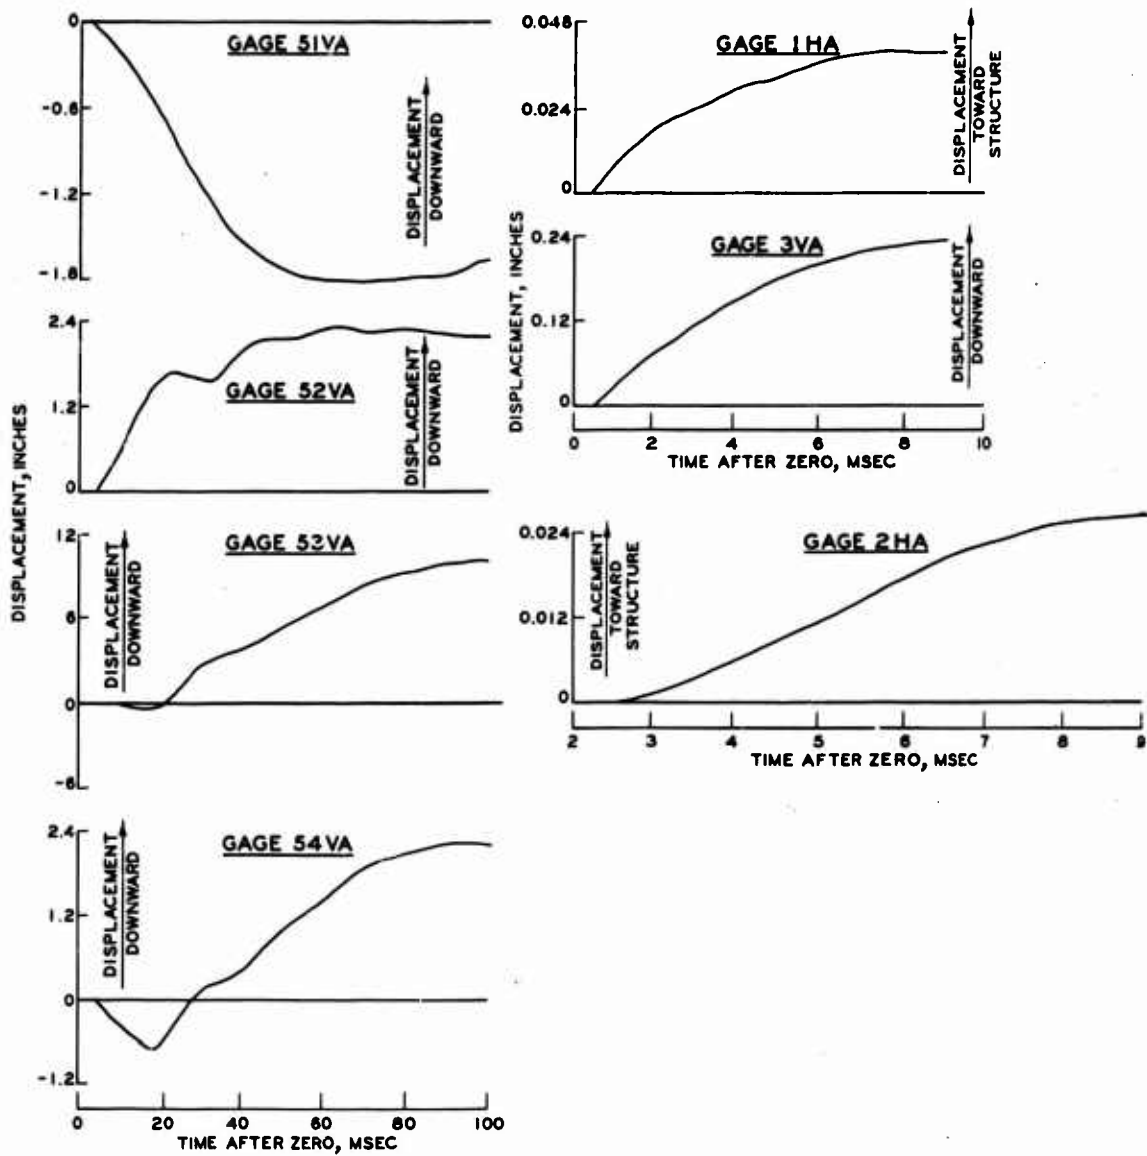 0
GAGE 51VA
-0.6
-1.2
-1.8
DISPLACEMENT
DOWNWARD
2.4
1.2
0
GAGE 52VA
DISPLACEMENT
DOWNWARD
DISPLACEMENT, INCHES
12
6
0
-6
GAGE 53VA
DISPLACEMENT
DOWNWARD
2.4
1.2
0
-1.2
GAGE 54VA
DISPLACEMENT
DOWNWARD
0 20 40 60 80 100
TIME AFTER ZERO, MSEC
0.048
0.024
0
GAGE 1HA
DISPLACEMENT
TOWARD
STRUCTURE
DISPLACEMENT, INCHES
0.24
0.12
0
GAGE 3VA
DISPLACEMENT
DOWNWARD
0 2 4 6 8 10
TIME AFTER ZERO, MSEC
0.024
0.012
0
GAGE 2HA
DISPLACEMENT
TOWARD
STRUCTURE
2 3 4 5 6 7 8 9
TIME AFTER ZERO, MSEC